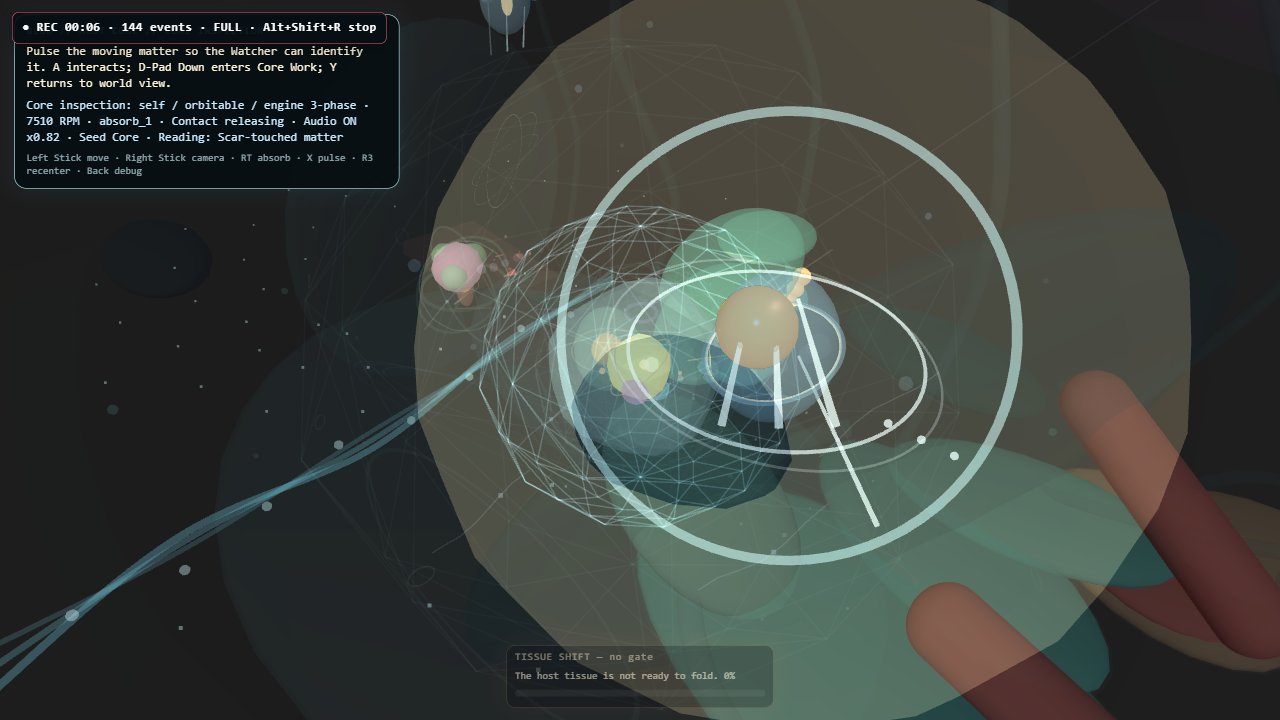 ● REC 00:06 · 144 events · FULL · Alt+Shift+R stop
Pulse the moving matter so the Watcher can identify
it. A interacts; D-Pad Down enters Core Work; Y
returns to world view.
Core inspection: self / orbitable / engine 3-phase ·
7510 RPM · absorb_1 · Contact releasing · Audio ON
x0.82 · Seed Core · Reading: Scar-touched matter
Left Stick move · Right Stick camera · RT absorb · X pulse · R3
recenter · Back debug
TISSUE SHIFT — no gate
The host tissue is not ready to fold. 0%